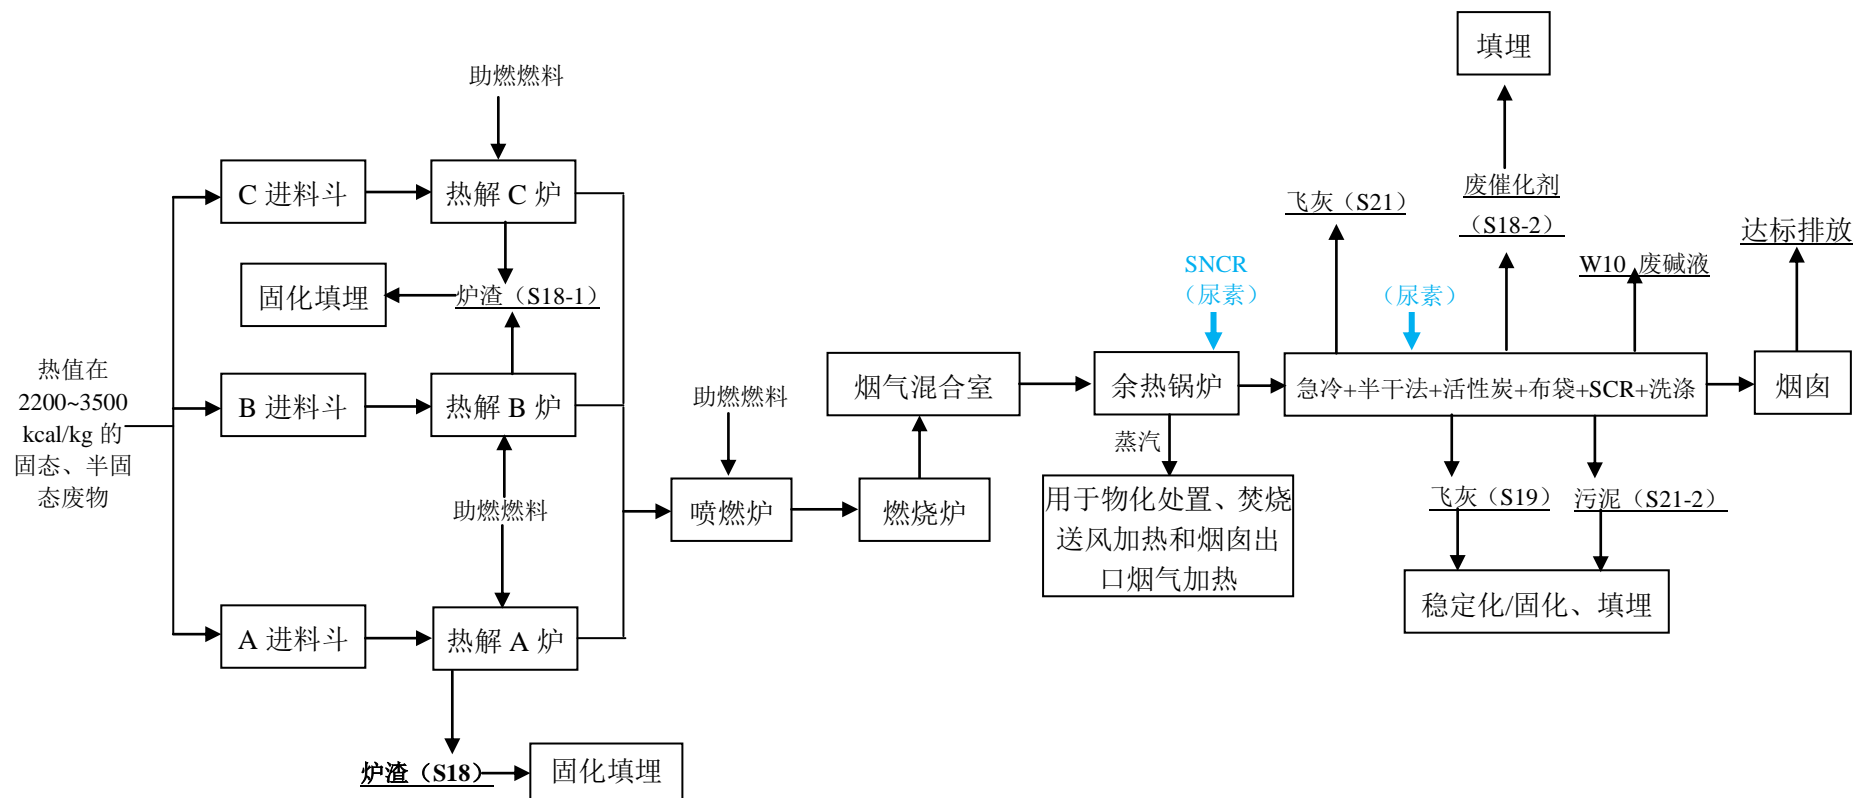 填埋
助燃燃料
C 进料斗
热解 C 炉
飞灰（S21）
废催化剂
（S18-2）
达标排放
固化填埋
炉渣（S18-1）
SNCR
（尿素）
（尿素）
W10 废碱液
热值在
2200~3500
kcal/kg 的
固态、半固
态废物
B 进料斗
热解 B 炉
助燃燃料
烟气混合室
余热锅炉
急冷+半干法+活性炭+布袋+SCR+洗涤
烟囱
蒸汽
助燃燃料
喷燃炉
燃烧炉
用于物化处置、焚烧
送风加热和烟囱出
口烟气加热
飞灰（S19）
污泥（S21-2）
稳定化/固化、填埋
A 进料斗
热解 A 炉
炉渣（S18）
固化填埋